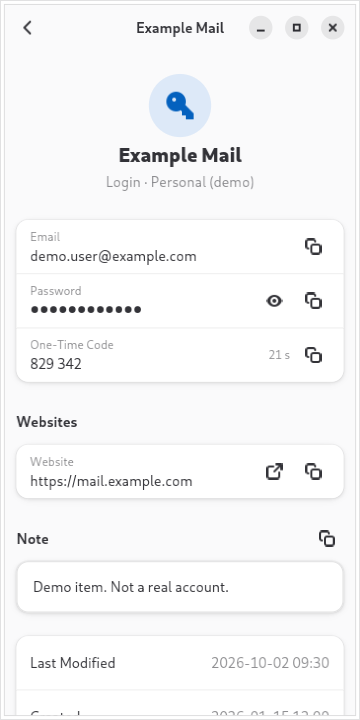 Example Mail
Example Mail
Login · Personal (demo)
Email
demo.user@example.com
Password
●●●●●●●●●●●●
One-Time Code
829 342
21 s
Websites
Website
https://mail.example.com
Note
Demo item. Not a real account.
Last Modified 2026-10-02 09:30